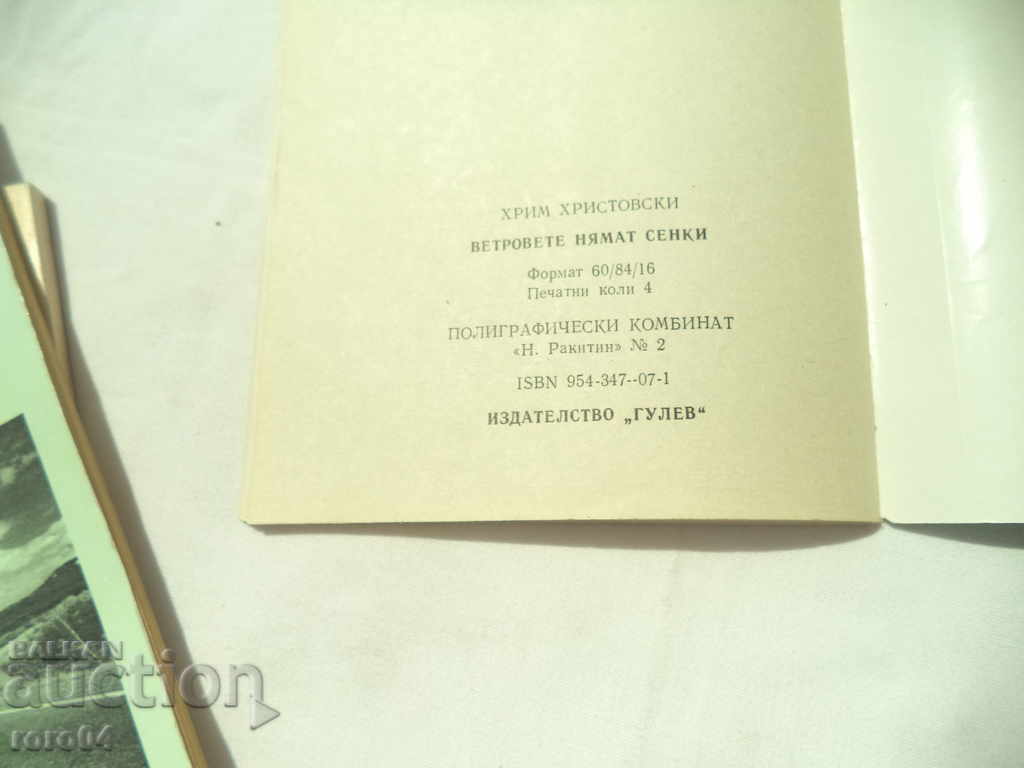 ХРИМ ХРИСТОВСКИ
ВЕТРОВЕТЕ НЯМАТ СЕНКИ
Формат 60/84/16
Печатни коли 4
ПОЛИГРАФИЧЕСКИ КОМБИНАТ
«Н. Ракитин» № 2
ISBN 954-347--07-1
ИЗДАТЕЛСТВО „ГУЛЕВ“
BALKAN
auction
roro04